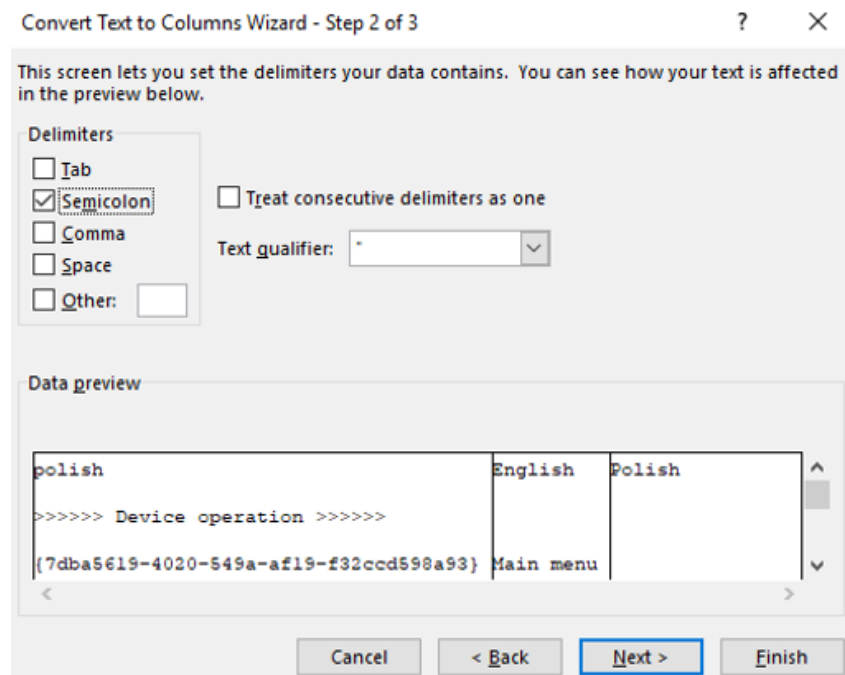 Convert Text to Columns Wizard - Step 2 of 3 ?
This screen lets you set the delimiters your data contains. You can see how your text is affected
in the preview below.
Delimiters
Tab
Semicolon
Comma
Space
Other:
Treat consecutive delimiters as one
Text qualifier: "
Data preview
polish English Polish
>>>>>> Device operation >>>>>>
{7dba5619-4020-549a-af19-f32ccd598a93} Main menu
Cancel < Back Next > Finish